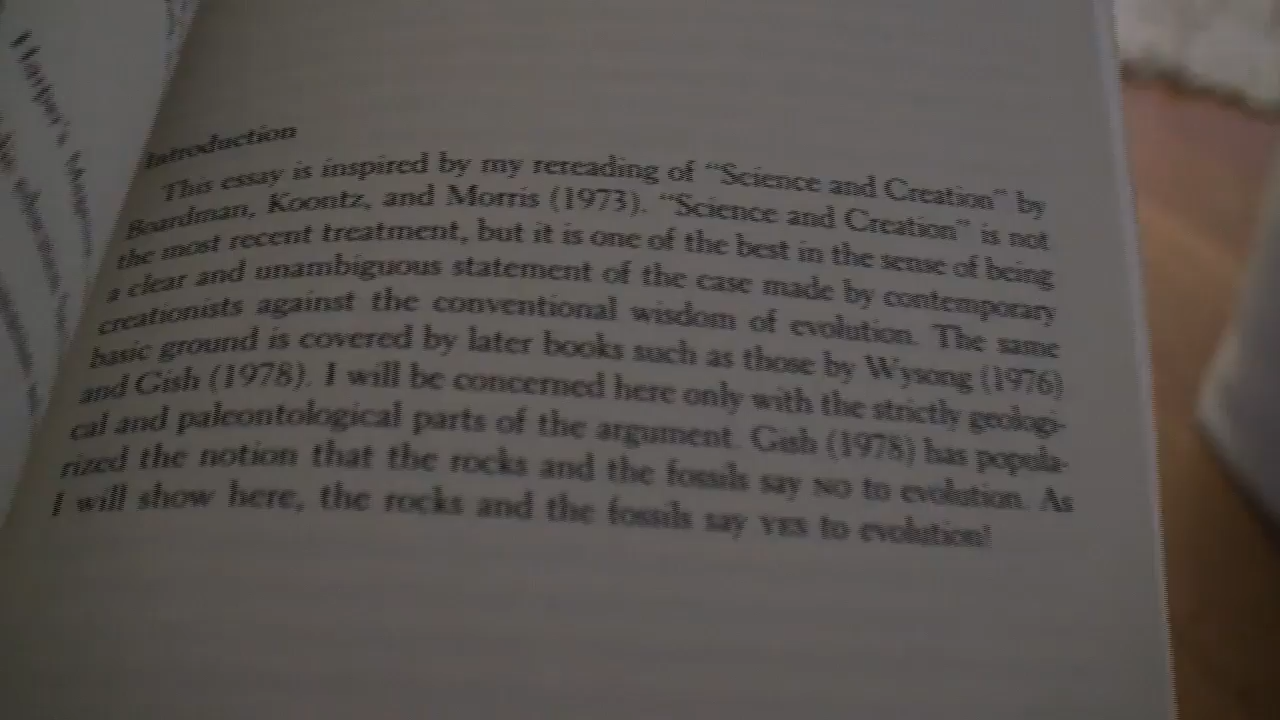 Harper's Magaz
Introduction
This essay is inspired by my rereading of “Science and Creation” by
Boardman, Koontz, and Morris (1973). “Science and Creation” is not
the most recent treatment, but it is one of the best in the sense of being
a clear and unambiguous statement of the case made by contemporary
creationists against the conventional wisdom of evolution. The same
basic ground is covered by later books such as those by Wysong (1976)
and Gish (1978). I will be concerned here only with the strictly geologi-
cal and paleontological parts of the argument. Gish (1978) has popula-
rized the notion that the rocks and the fossils say NO to evolution. As
I will show here, the rocks and the fossils say YES to evolution!